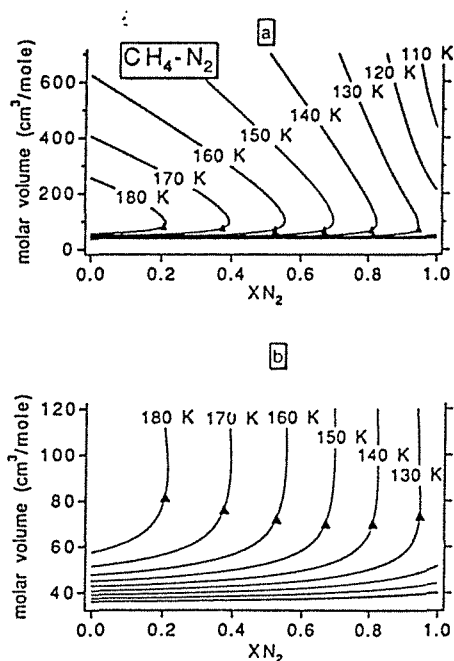 a
CH₄-N₂
110 K
120 K
130 K
140 K
150 K
160 K
170 K
180 K
molar volume (cm³/mole)
600
400
200
0
0.0 0.2 0.4 0.6 0.8 1.0
XN₂
b
180 K 170 K 160 K
150 K
140 K
130 K
molar volume (cm³/mole)
120
100
80
60
40
0.0 0.2 0.4 0.6 0.8 1.0
XN₂